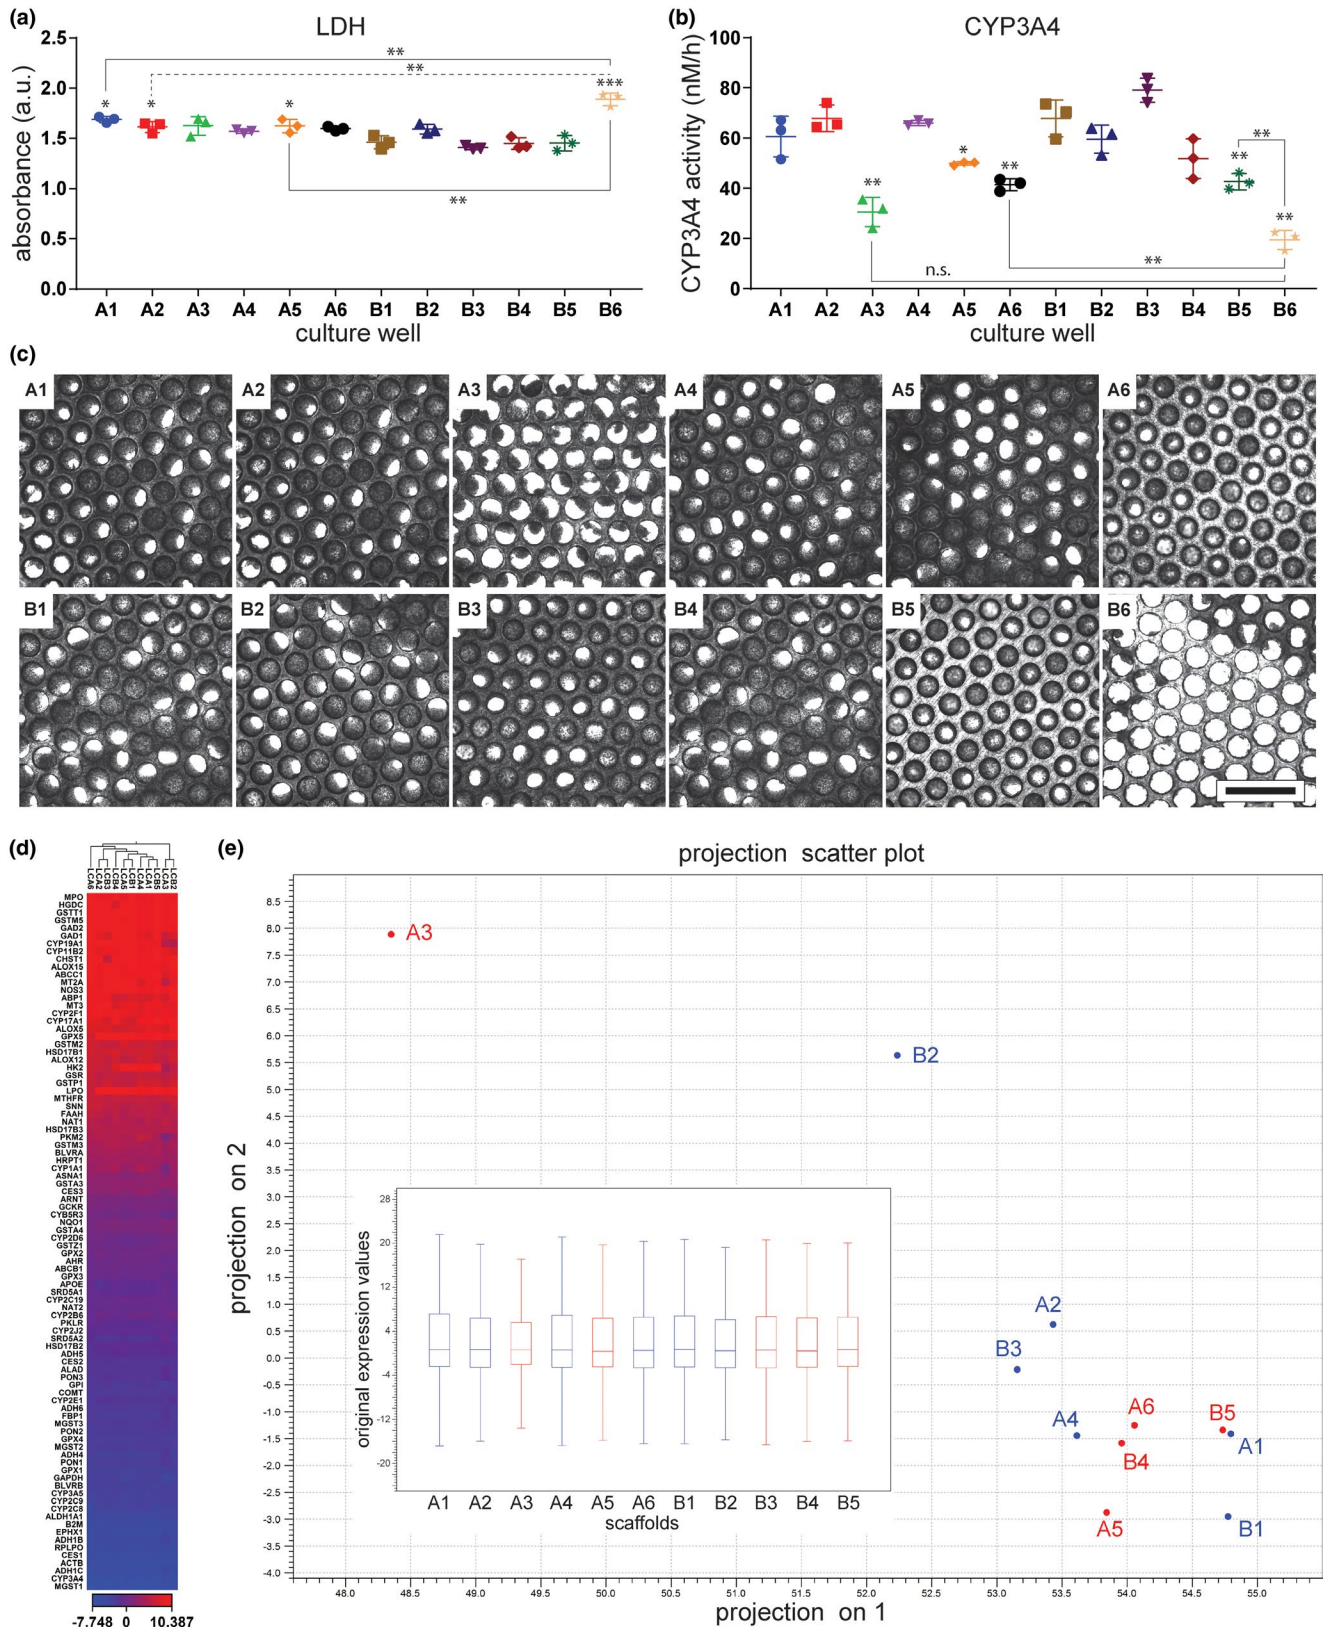 (a)
LDH
absorbance (a.u.)
2.5
2.0
1.5
1.0
0.5
0.0
**
**
*
*
*
***
**
A1 A2 A3 A4 A5 A6 B1 B2 B3 B4 B5 B6
culture well
(b)
CYP3A4
CYP3A4 activity (nM/h)
100
80
60
40
20
0
**
*
**
**
**
**
n.s.
**
A1 A2 A3 A4 A5 A6 B1 B2 B3 B4 B5 B6
culture well
(c)
A1 A2 A3 A4 A5 A6
B1 B2 B3 B4 B5 B6
(d)
LCA6
LCA2
LCB3
LCB4
LCA5
LCB1
LCA4
LCA1
LCB5
LCA3
LCB2
MPO
HGDC
GSTT1
GSTM5
GAD2
GAD1
CYP19A1
CYP11B2
CHST1
ALOX15
ABCC1
MT2A
NOS3
ABP1
MT3
CYP2F1
CYP17A1
ALOX5
GPX5
GSTM2
HSD17B1
ALOX12
HK2
GSR
GSTP1
LPO
MTHFR
SNN
FAAH
NAT1
HSD17B3
PKM2
GSTM3
BLVRA
HRPT1
CYP1A1
ASNA1
GSTA3
CES3
ARNT
GCKR
CYB5R3
NQO1
GSTA4
CYP2D6
GSTZ1
GPX2
AHR
ABCB1
GPX3
APOE
SRD5A1
CYP2C19
NAT2
CYP2B6
PKLR
CYP2J2
SRD5A2
HSD17B2
ADH5
CES2
ALAD
PON3
GPI
COMT
CYP2E1
ADH6
FBP1
MGST3
PON2
GPX4
MGST2
ADH4
PON1
GPX1
GAPDH
BLVRB
CYP3A5
CYP2C9
CYP2C8
ALDH1A1
B2M
EPHX1
ADH1B
RPLPO
CES1
ACTB
ADH1C
CYP3A4
MGST1
-7.748 0 10.387
(e)
projection scatter plot
projection on 2
8.5
8.0
7.5
7.0
6.5
6.0
5.5
5.0
4.5
4.0
3.5
3.0
2.5
2.0
1.5
1.0
0.5
0.0
-0.5
-1.0
-1.5
-2.0
-2.5
-3.0
-3.5
-4.0
A3
B2
A2
B3
A4
A6
B4
B5
A1
A5
B1
original expression values
28
20
12
4
-4
-12
-20
A1 A2 A3 A4 A5 A6 B1 B2 B3 B4 B5
scaffolds
48.0 48.5 49.0 49.5 50.0 50.5 51.0 51.5 52.0 52.5 53.0 53.5 54.0 54.5 55.0
projection on 1